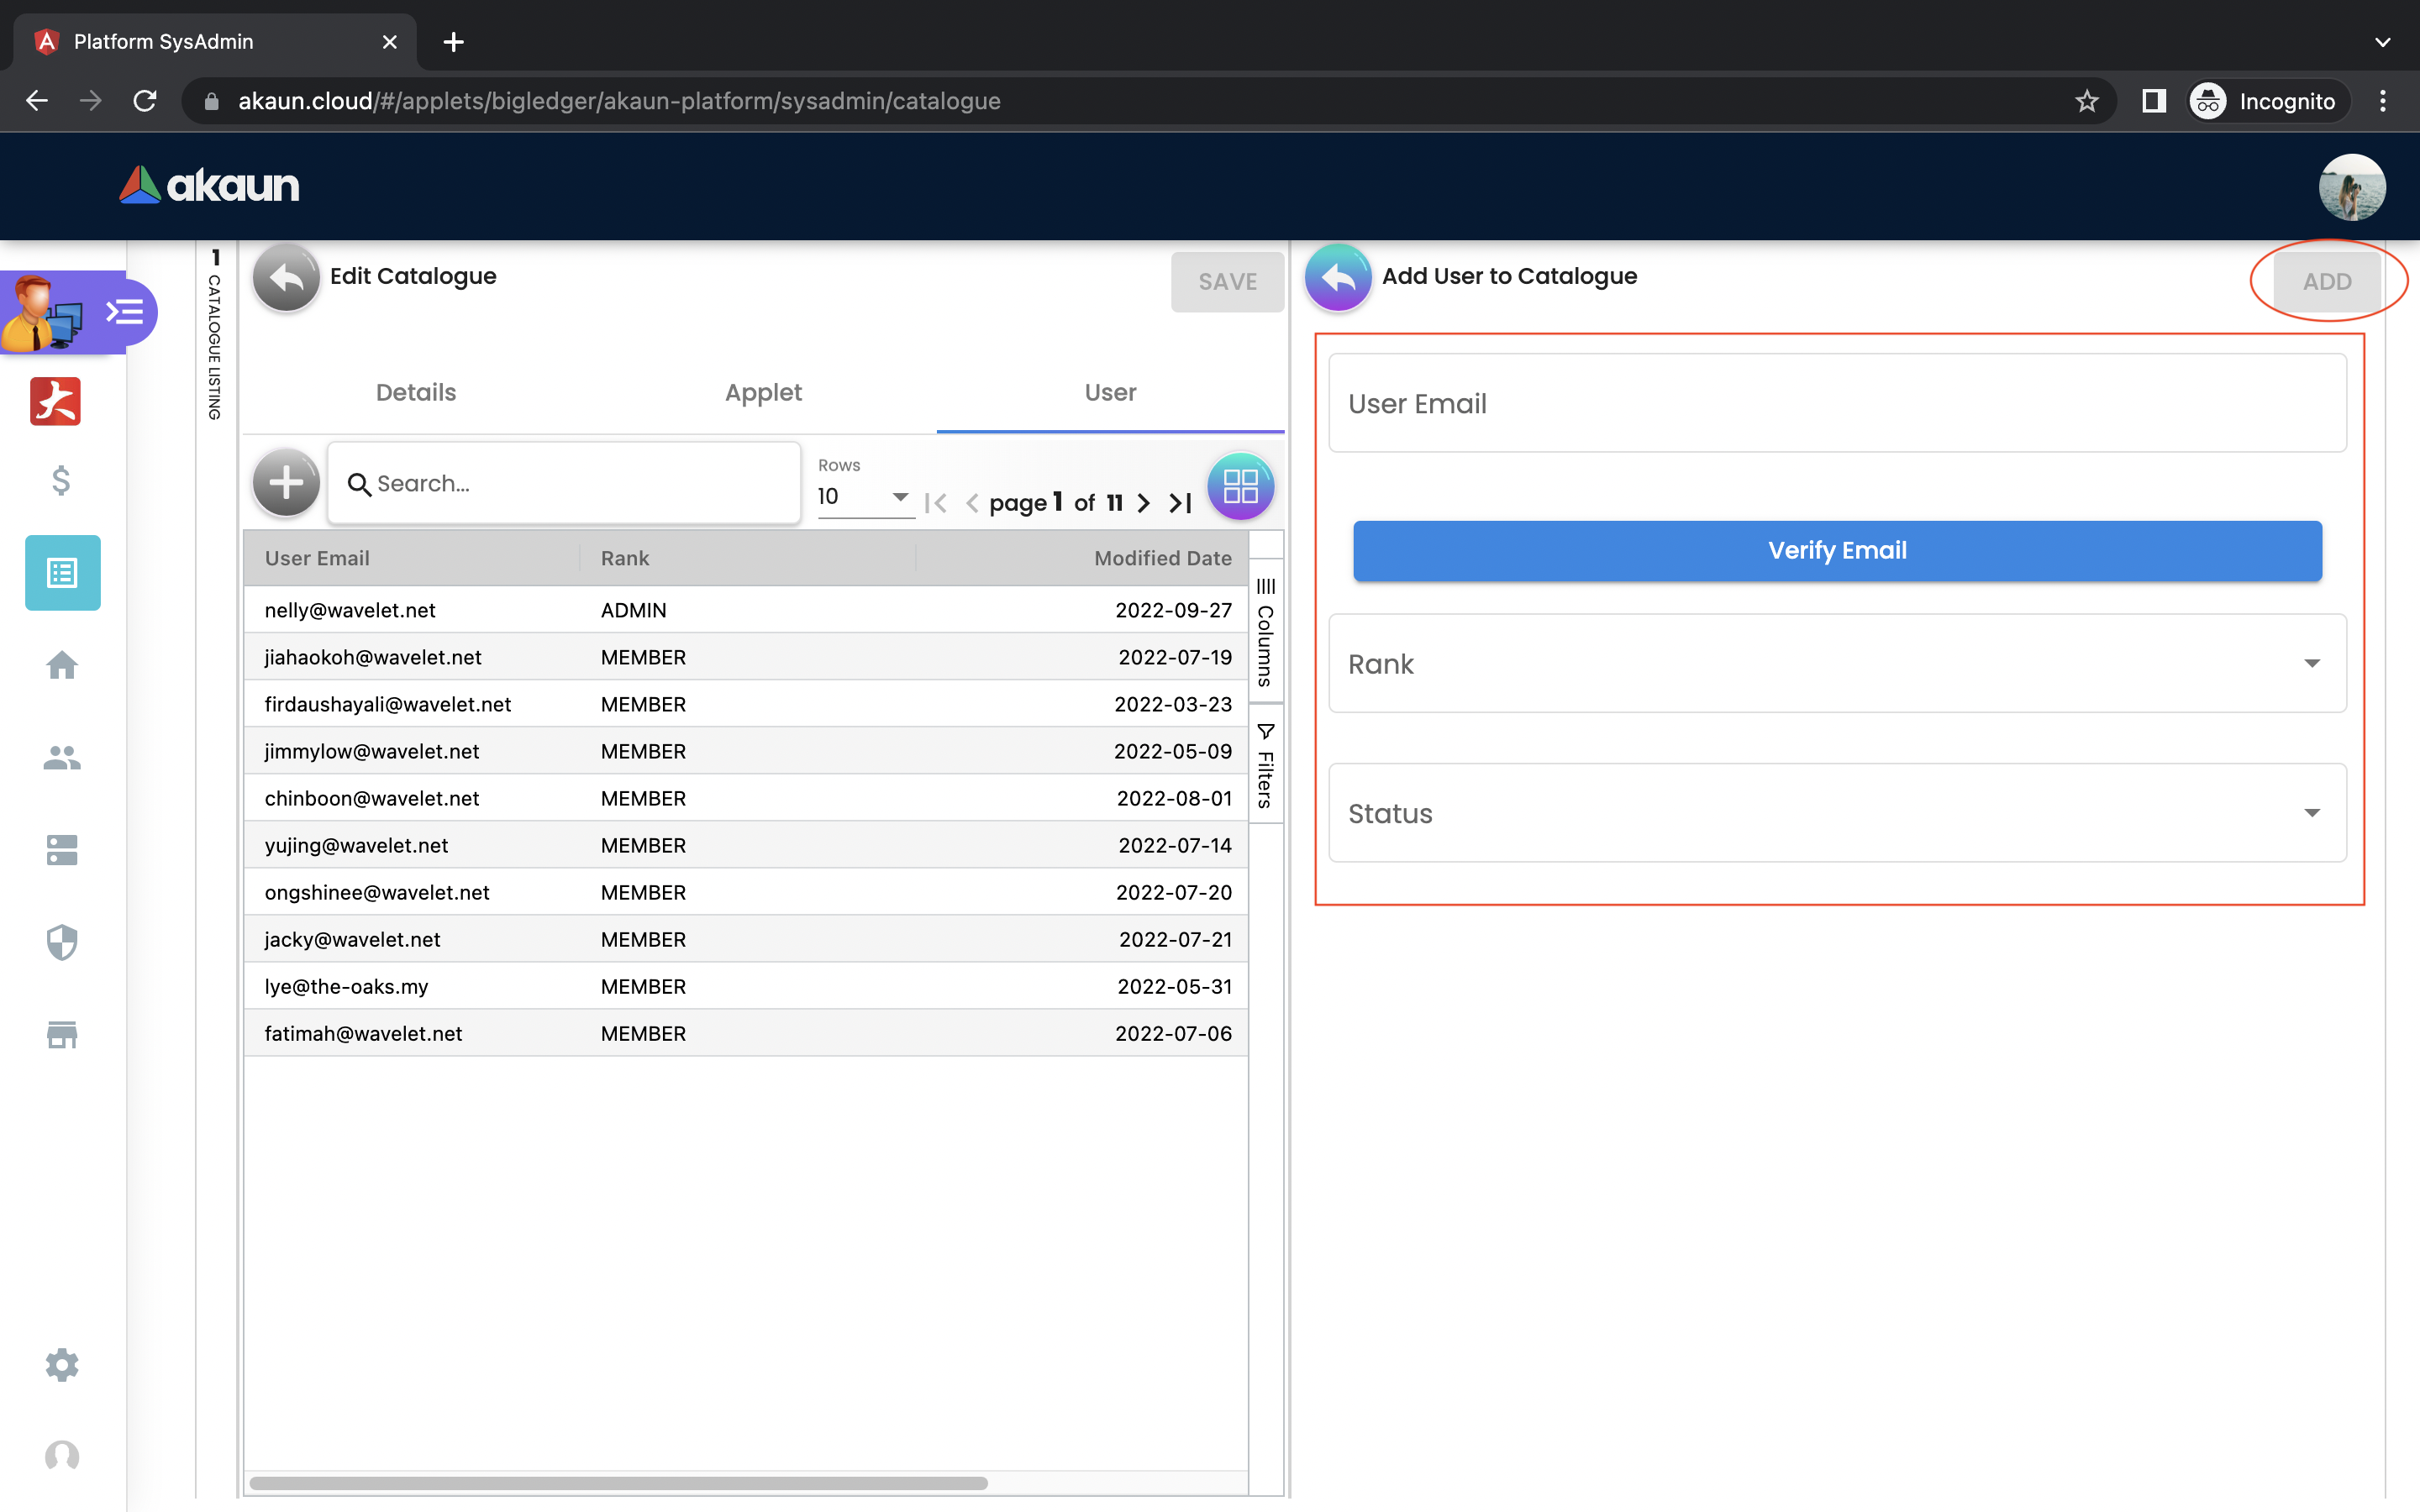 Platform SysAdmin
akaun.cloud/#/applets/bigledger/akaun-platform/sysadmin/catalogue
Incognito
akaun
1 CATALOGUE LISTING
Edit Catalogue
SAVE
Details Applet User
Search...
Rows
10
page 1 of 11
User Email Rank Modified Date
nelly@wavelet.net ADMIN 2022-09-27
jiahaokoh@wavelet.net MEMBER 2022-07-19
firdaushayali@wavelet.net MEMBER 2022-03-23
jimmylow@wavelet.net MEMBER 2022-05-09
chinboon@wavelet.net MEMBER 2022-08-01
yujing@wavelet.net MEMBER 2022-07-14
ongshinee@wavelet.net MEMBER 2022-07-20
jacky@wavelet.net MEMBER 2022-07-21
lye@the-oaks.my MEMBER 2022-05-31
fatimah@wavelet.net MEMBER 2022-07-06
Columns
Filters
Add User to Catalogue
ADD
User Email
Verify Email
Rank
Status